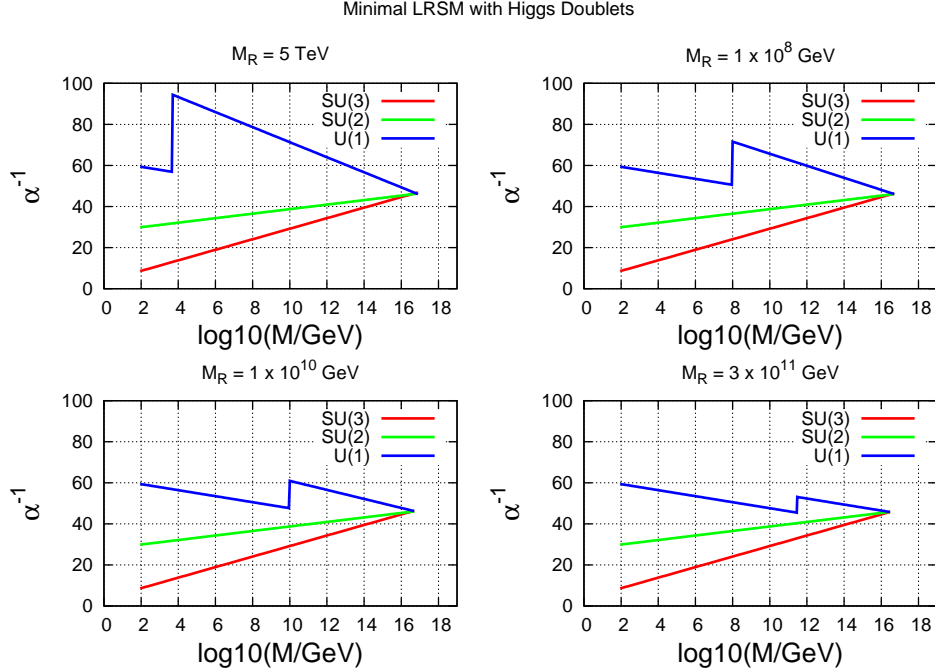 Minimal LRSM with Higgs Doublets
M_R = 5 TeV
M_R = 1 x 10^8 GeV
100
80
60
40
20
0
α^-1
SU(3)
SU(2)
U(1)
0 2 4 6 8 10 12 14 16 18
log10(M/GeV)
100
80
60
40
20
0
α^-1
SU(3)
SU(2)
U(1)
0 2 4 6 8 10 12 14 16 18
log10(M/GeV)
M_R = 1 x 10^10 GeV
M_R = 3 x 10^11 GeV
100
80
60
40
20
0
α^-1
SU(3)
SU(2)
U(1)
0 2 4 6 8 10 12 14 16 18
log10(M/GeV)
100
80
60
40
20
0
α^-1
SU(3)
SU(2)
U(1)
0 2 4 6 8 10 12 14 16 18
log10(M/GeV)